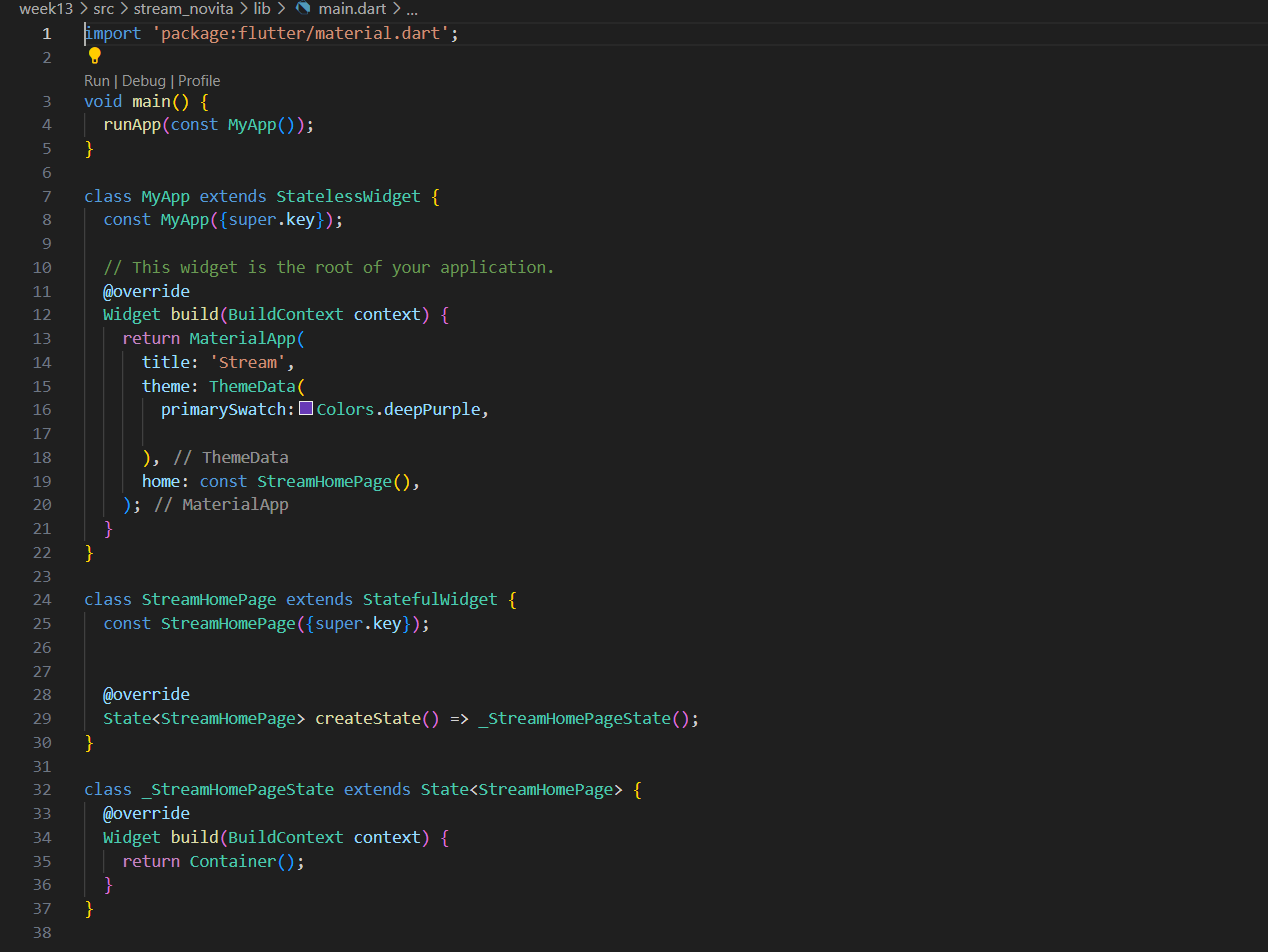 week13 > src > stream_novita > lib > main.dart > ...
1 import 'package:flutter/material.dart';
2
Run | Debug | Profile
3 void main() {
4   runApp(const MyApp());
5 }
6
7 class MyApp extends StatelessWidget {
8   const MyApp({super.key});
9
10   // This widget is the root of your application.
11   @override
12   Widget build(BuildContext context) {
13     return MaterialApp(
14       title: 'Stream',
15       theme: ThemeData(
16         primarySwatch: Colors.deepPurple,
17
18       ), // ThemeData
19       home: const StreamHomePage(),
20     ); // MaterialApp
21   }
22 }
23
24 class StreamHomePage extends StatefulWidget {
25   const StreamHomePage({super.key});
26
27
28   @override
29   State<StreamHomePage> createState() => _StreamHomePageState();
30 }
31
32 class _StreamHomePageState extends State<StreamHomePage> {
33   @override
34   Widget build(BuildContext context) {
35     return Container();
36   }
37 }
38